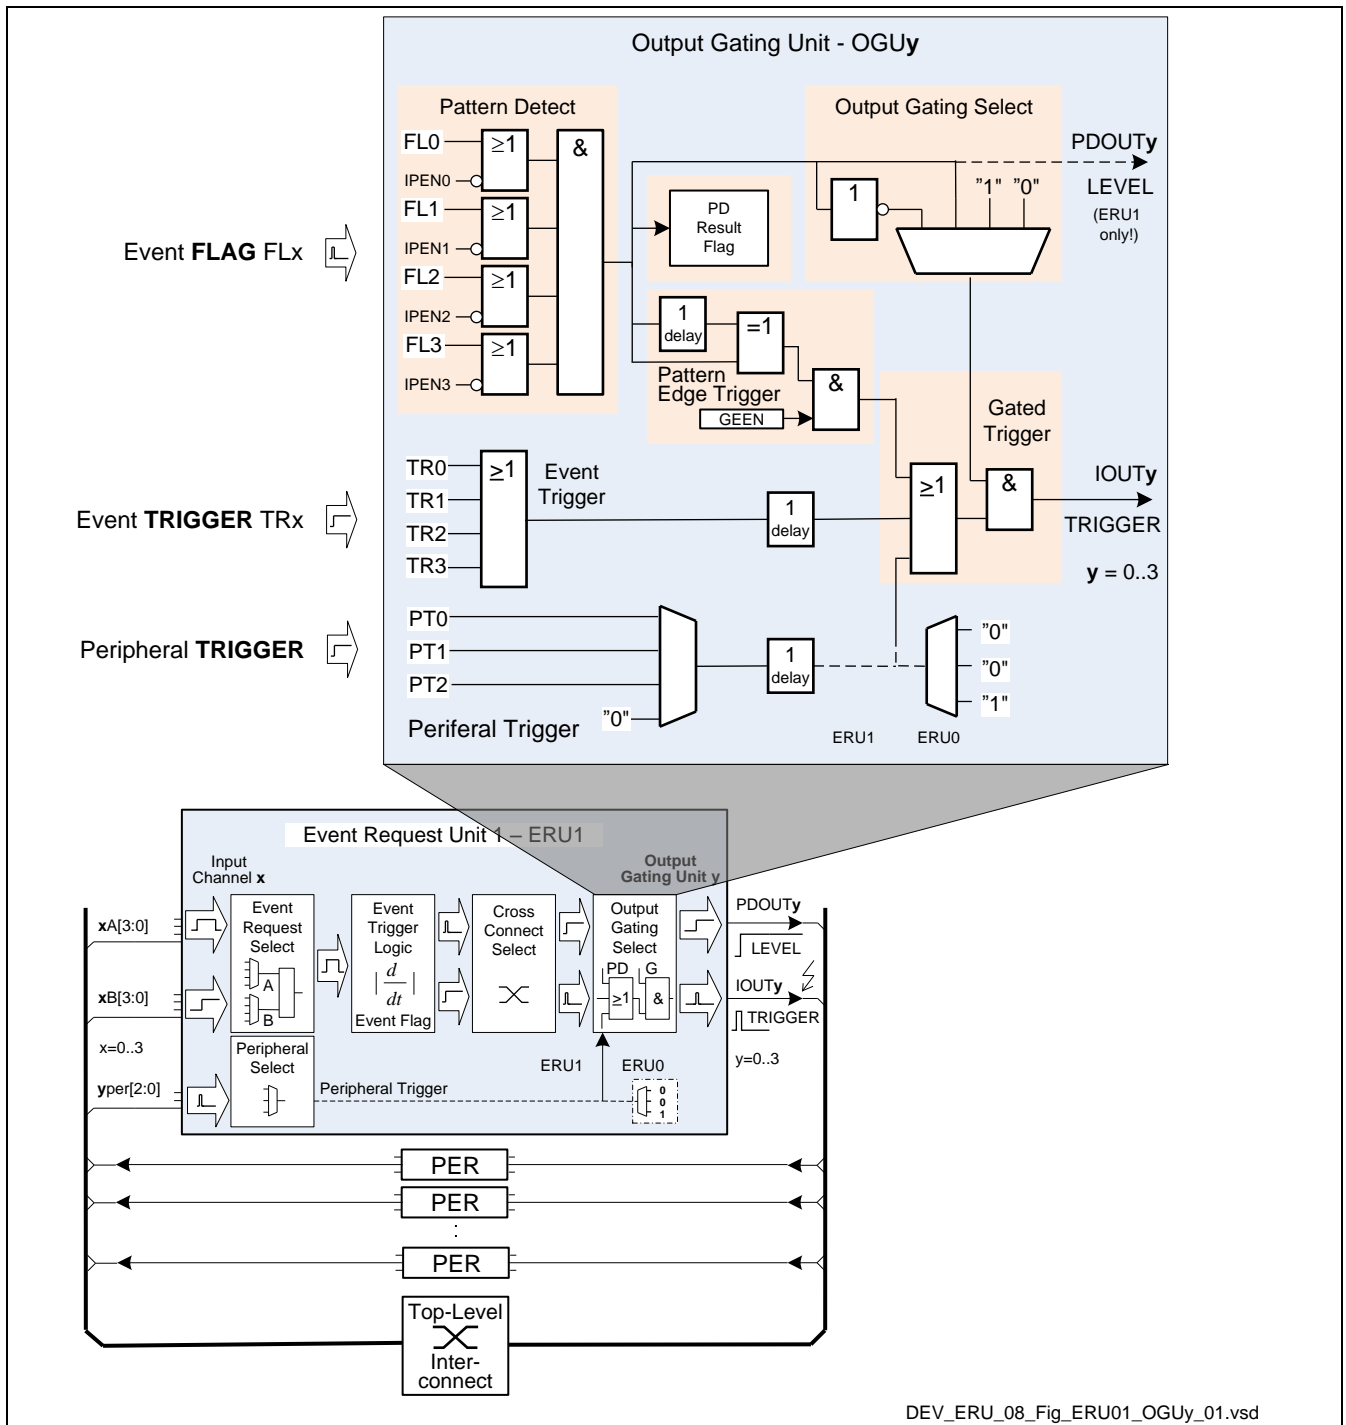 Output Gating Unit - OGUy
Pattern Detect
Output Gating Select
FL0
≥1
&
IPEN0
FL1
≥1
IPEN1
FL2
≥1
IPEN2
FL3
≥1
IPEN3
Event FLAG FLx
PD
Result
Flag
1
"1" "0"
PDOUTy
LEVEL
(ERU1
only!)
1
delay
=1
Pattern
Edge Trigger
GEEN
&
Gated
Trigger
TR0
TR1
TR2
TR3
≥1
Event
Trigger
Event TRIGGER TRx
1
delay
≥1
&
IOUTy
TRIGGER
y = 0..3
Peripheral TRIGGER
PT0
PT1
PT2
"0"
Periferal Trigger
1
delay
"0"
"0"
"1"
ERU1
ERU0
Event Request Unit 1 – ERU1
Input
Channel x
Output
Gating Unit y
xA[3:0]
xB[3:0]
x=0..3
yper[2:0]
Event
Request
Select
A
B
Event
Trigger
Logic
| d
dt |
Event Flag
Cross
Connect
Select
Output
Gating
Select
PD G
≥1 &
PDOUTy
LEVEL
IOUTy
TRIGGER
y=0..3
Peripheral
Select
Peripheral Trigger
ERU1
ERU0
0
0
1
PER
PER
:
PER
Top-Level
Inter-
connect
DEV_ERU_08_Fig_ERU01_OGUy_01.vsd